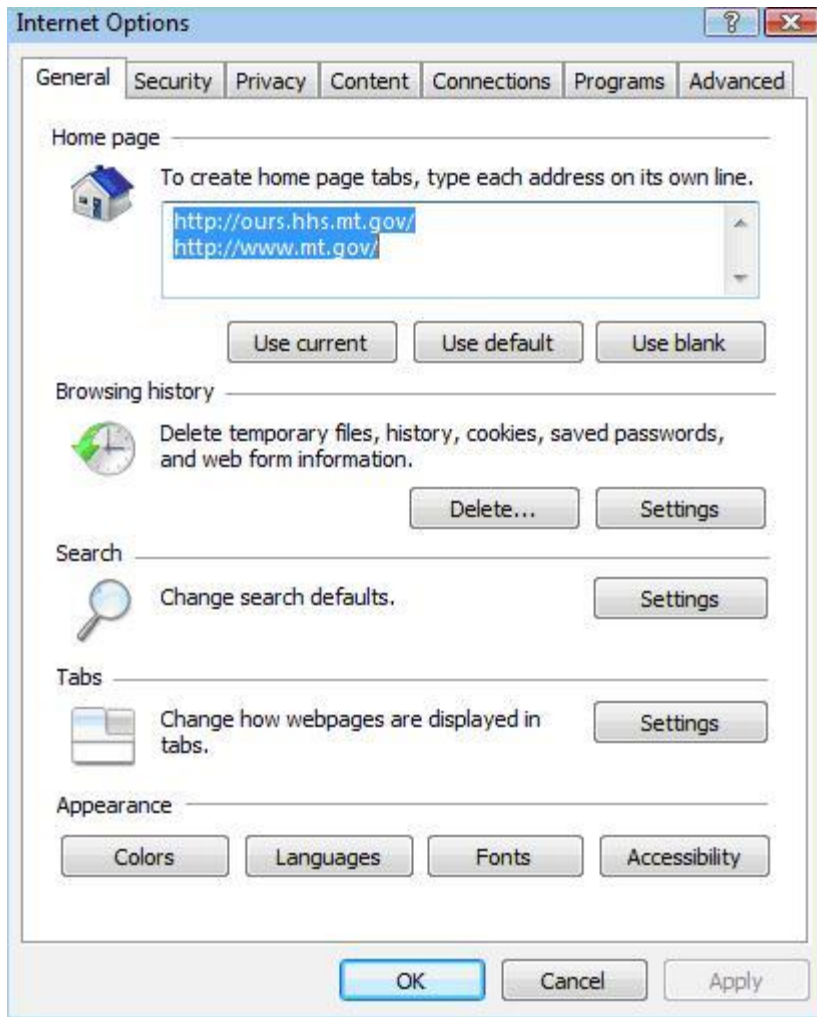 Internet Options
General Security Privacy Content Connections Programs Advanced
Home page
To create home page tabs, type each address on its own line.
http://ours.hhs.mt.gov/
http://www.mt.gov/
Use current Use default Use blank
Browsing history
Delete temporary files, history, cookies, saved passwords,
and web form information.
Delete... Settings
Search
Change search defaults. Settings
Tabs
Change how webpages are displayed in
tabs.
Settings
Appearance
Colors Languages Fonts Accessibility
OK Cancel Apply